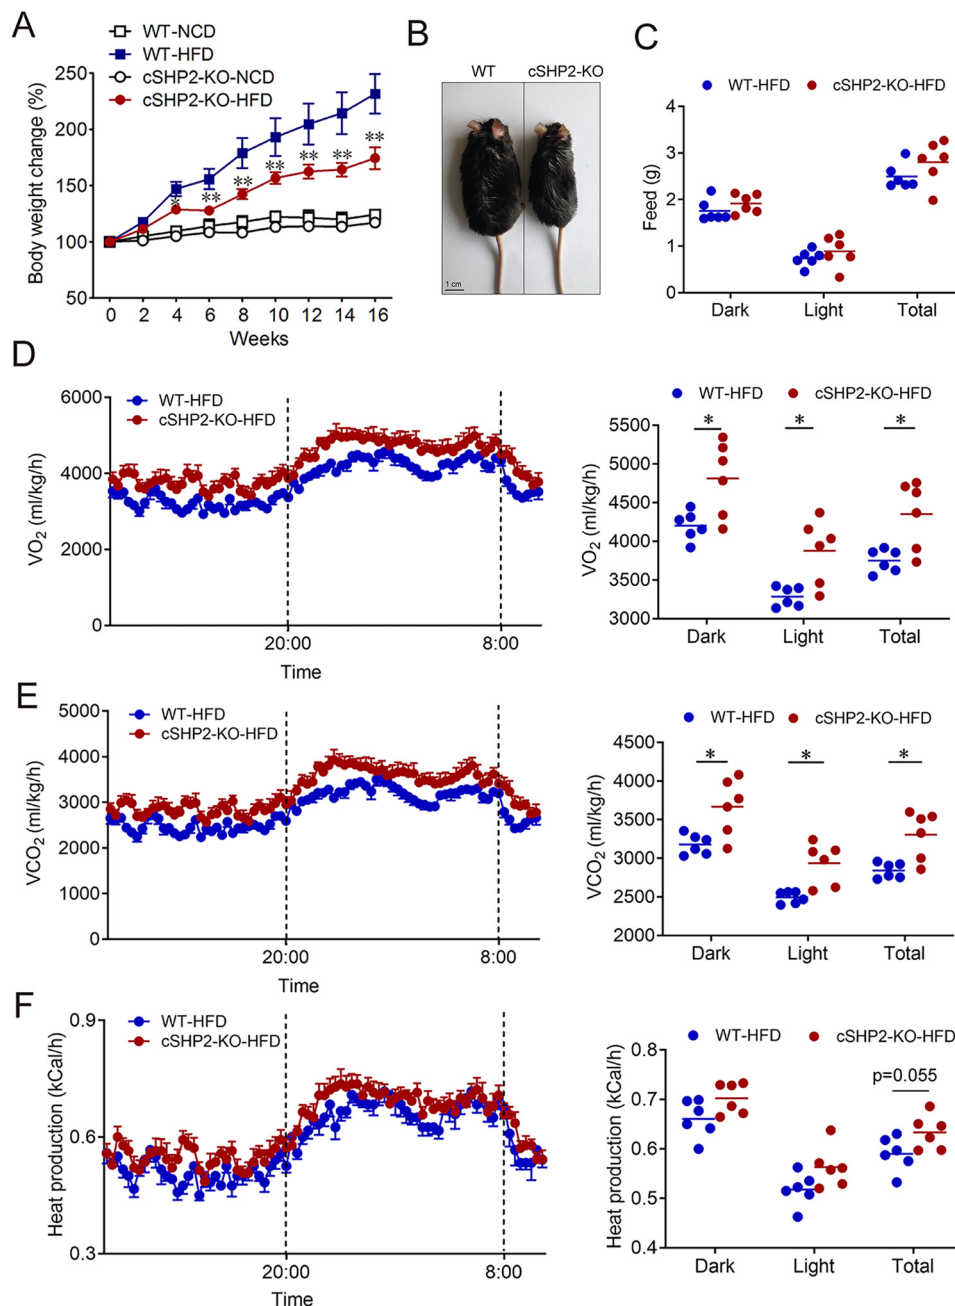 A
WT-NCD
WT-HFD
cSHP2-KO-NCD
cSHP2-KO-HFD
Body weight change (%)
250
200
150
100
50
* ** ** ** ** ** **
0 2 4 6 8 10 12 14 16
Weeks
B
WT cSHP2-KO
1 cm
C
WT-HFD cSHP2-KO-HFD
Feed (g)
4
3
2
1
0
Dark Light Total
D
WT-HFD
cSHP2-KO-HFD
VO2 (ml/kg/h)
6000
4000
2000
0
20:00 8:00
Time
WT-HFD cSHP2-KO-HFD
* * *
VO2 (ml/kg/h)
5500
5000
4500
4000
3500
3000
Dark Light Total
E
WT-HFD
cSHP2-KO-HFD
VCO2 (ml/kg/h)
5000
4000
3000
2000
0
20:00 8:00
Time
WT-HFD cSHP2-KO-HFD
* * *
VCO2 (ml/kg/h)
4500
4000
3500
3000
2500
2000
Dark Light Total
F
WT-HFD
cSHP2-KO-HFD
Heat production (kCal/h)
0.9
0.6
0.3
20:00 8:00
Time
WT-HFD cSHP2-KO-HFD
p=0.055
Heat production (kCal/h)
0.8
0.7
0.6
0.5
0.4
Dark Light Total